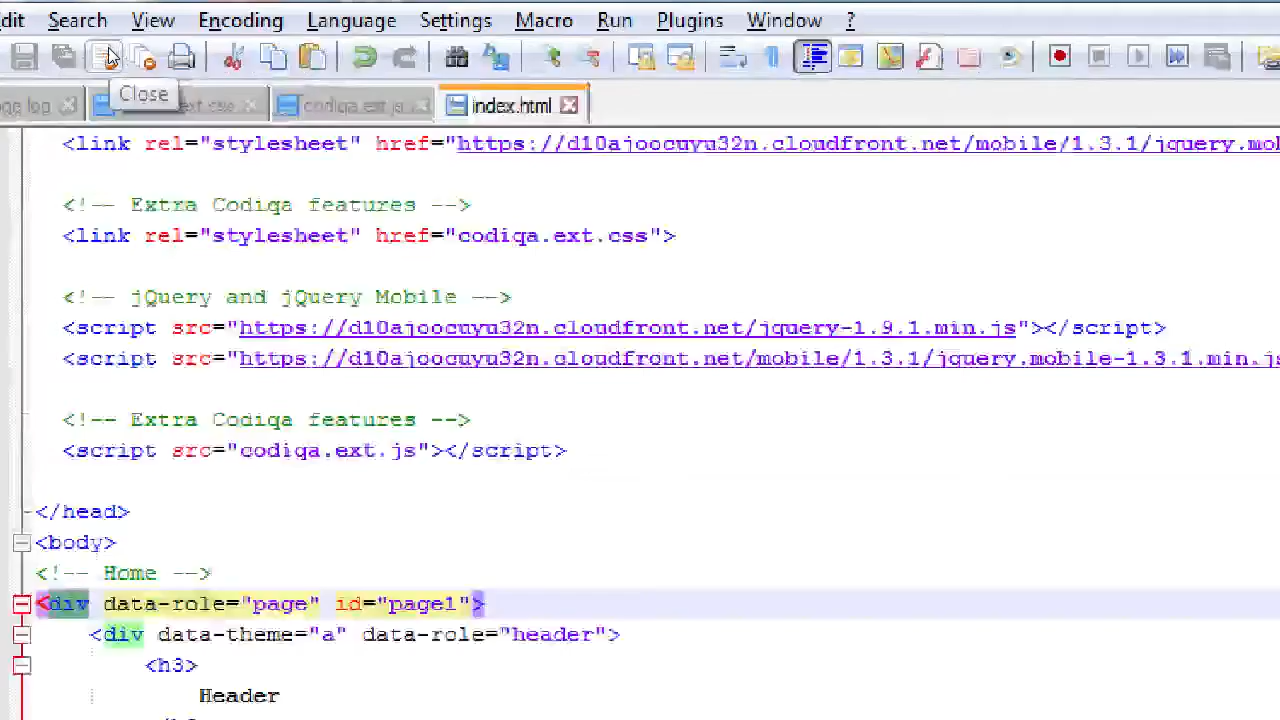 dit Search View Encoding Language Settings Macro Run Plugins Window ?
Close
index.html
<link rel="stylesheet" href="https://d10ajoocuyu32n.cloudfront.net/mobile/1.3.1/jquery.mob
<!-- Extra Codiqa features -->
<link rel="stylesheet" href="codiqa.ext.css">
<!-- jQuery and jQuery Mobile -->
<script src="https://d10ajoocuyu32n.cloudfront.net/jquery-1.9.1.min.js"></script>
<script src="https://d10ajoocuyu32n.cloudfront.net/mobile/1.3.1/jquery.mobile-1.3.1.min.js
<!-- Extra Codiqa features -->
<script src="codiqa.ext.js"></script>
</head>
<body>
<!-- Home -->
<div data-role="page" id="page1">
<div data-theme="a" data-role="header">
<h3>
Header